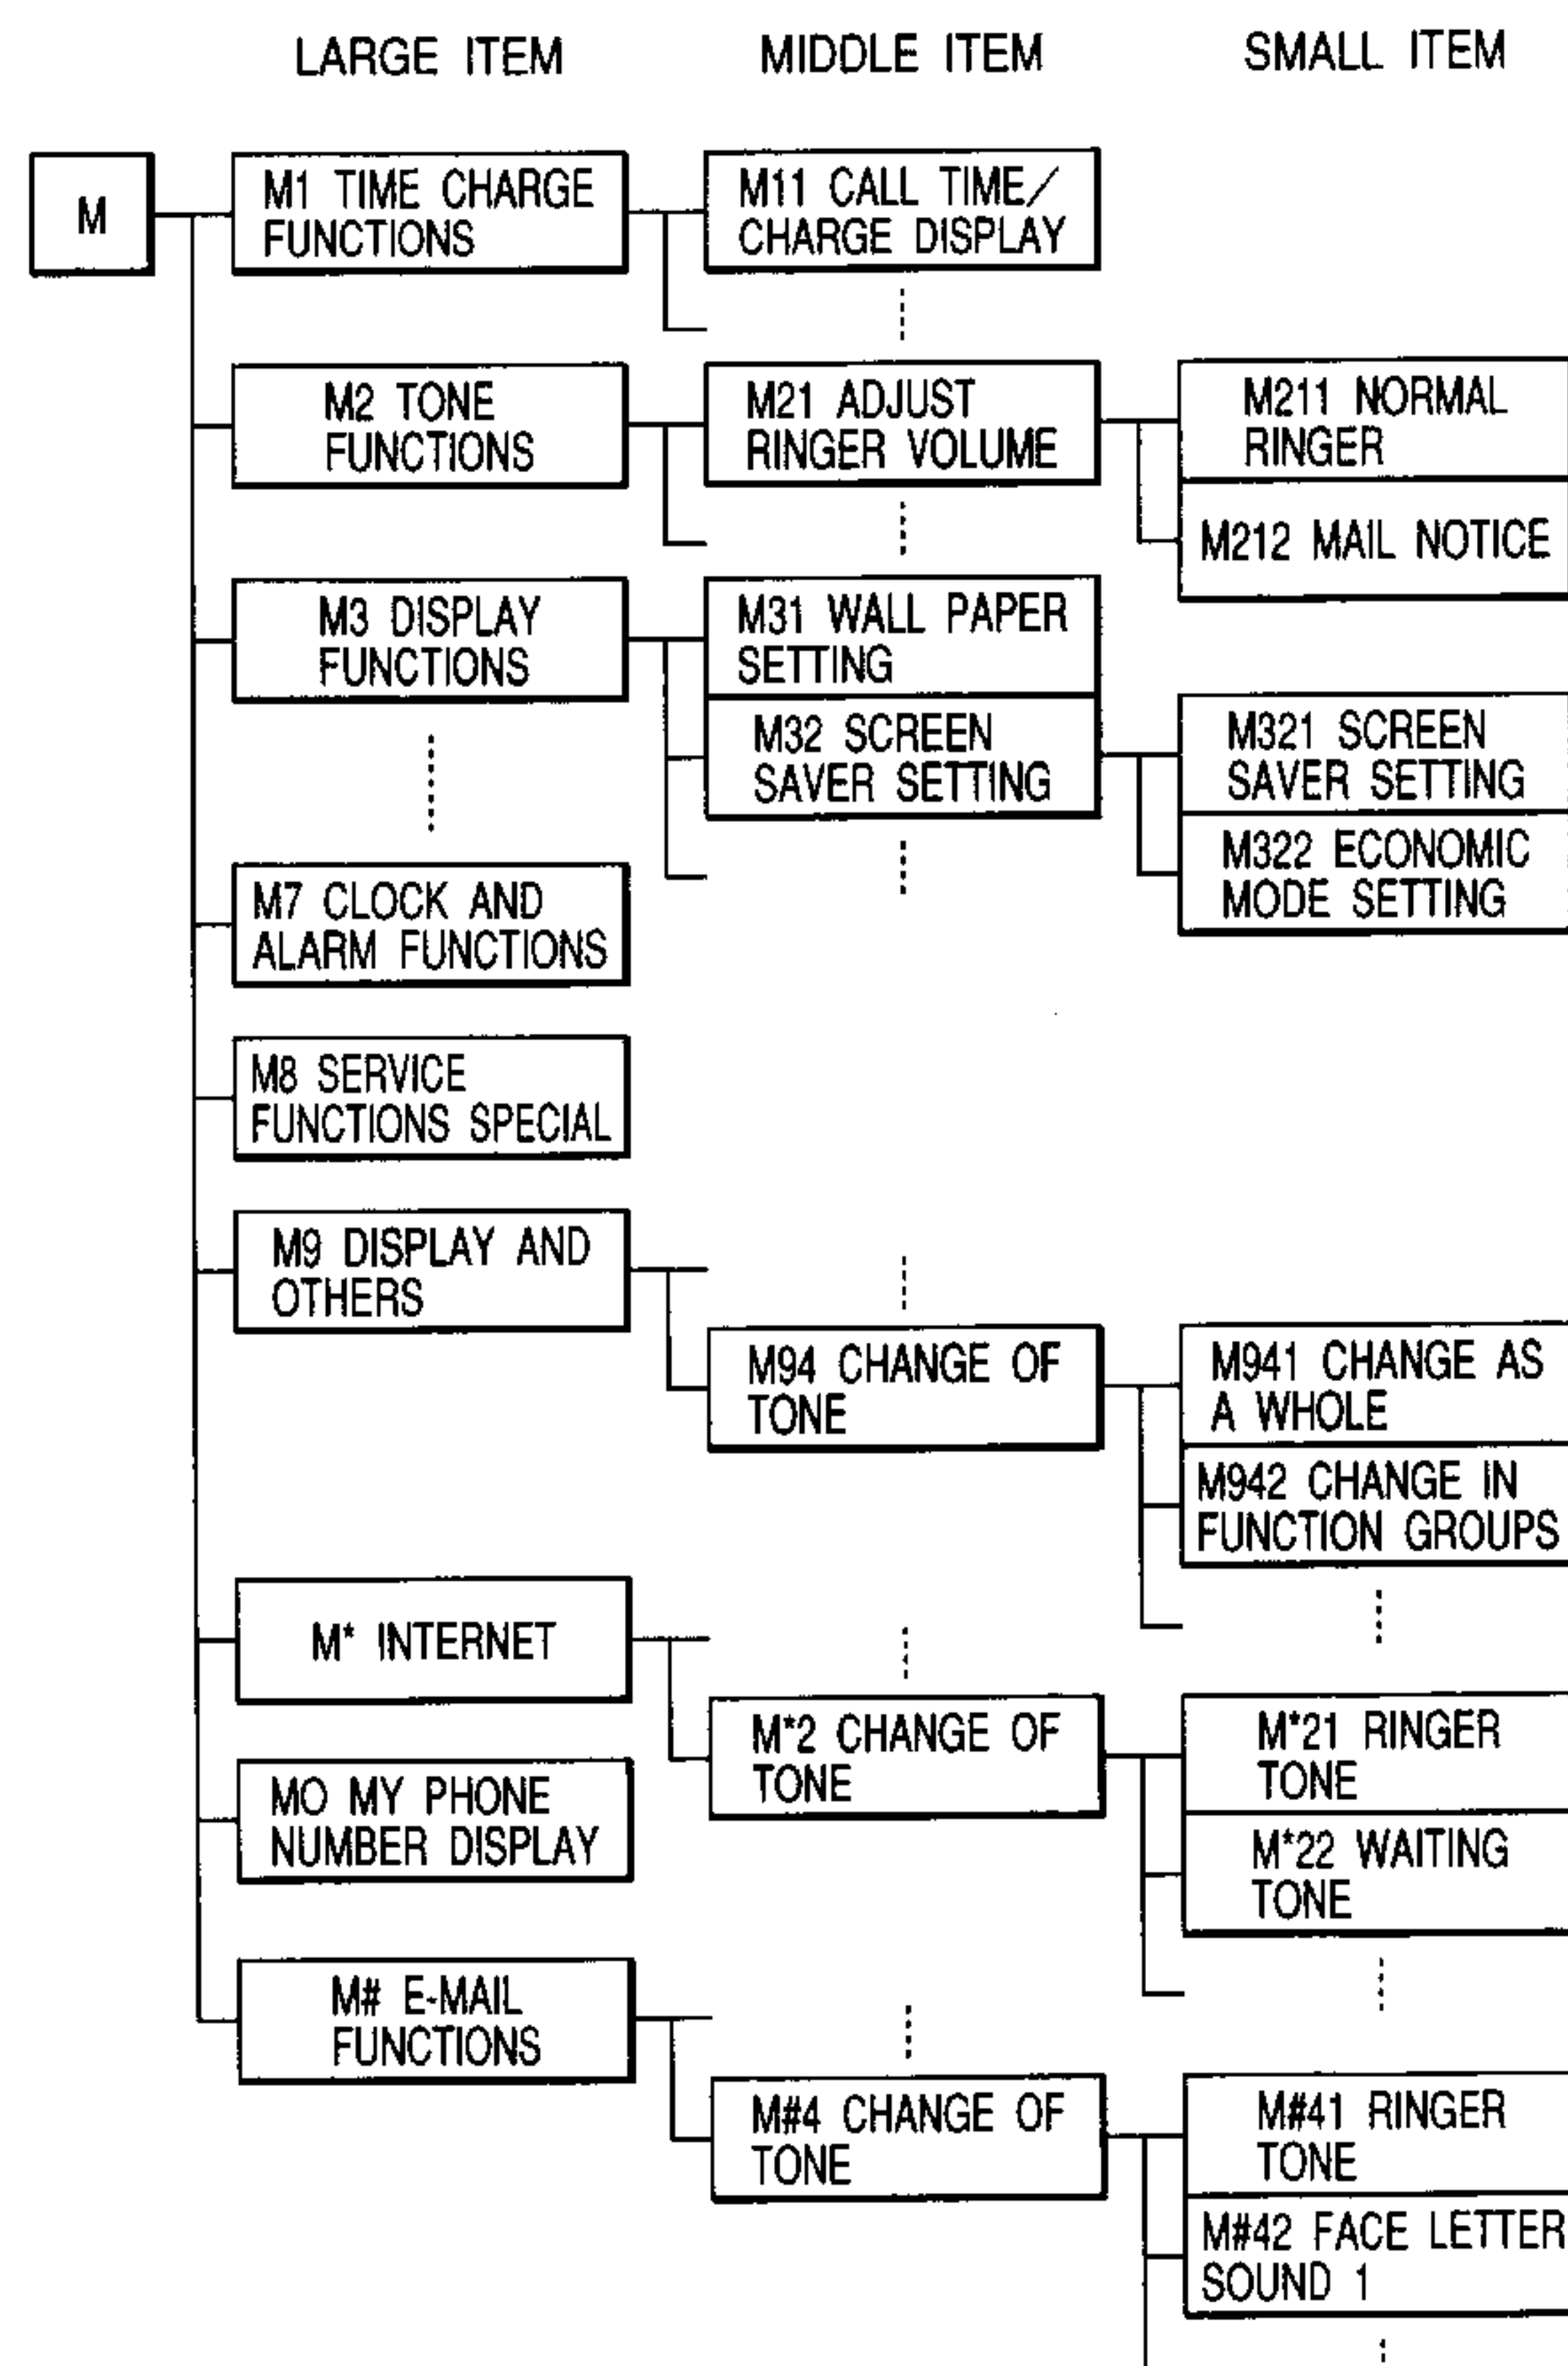 LARGE ITEM
MIDDLE ITEM
SMALL ITEM
M
M1 TIME CHARGE
FUNCTIONS
M11 CALL TIME/
CHARGE DISPLAY
M2 TONE
FUNCTIONS
M21 ADJUST
RINGER VOLUME
M211 NORMAL
RINGER
M212 MAIL NOTICE
M3 DISPLAY
FUNCTIONS
M31 WALL PAPER
SETTING
M32 SCREEN
SAVER SETTING
M321 SCREEN
SAVER SETTING
M322 ECONOMIC
MODE SETTING
M7 CLOCK AND
ALARM FUNCTIONS
M8 SERVICE
FUNCTIONS SPECIAL
M9 DISPLAY AND
OTHERS
M94 CHANGE OF
TONE
M941 CHANGE AS
A WHOLE
M942 CHANGE IN
FUNCTION GROUPS
M* INTERNET
M*2 CHANGE OF
TONE
M*21 RINGER
TONE
M*22 WAITING
TONE
MO MY PHONE
NUMBER DISPLAY
M# E-MAIL
FUNCTIONS
M#4 CHANGE OF
TONE
M#41 RINGER
TONE
M#42 FACE LETTER
SOUND 1